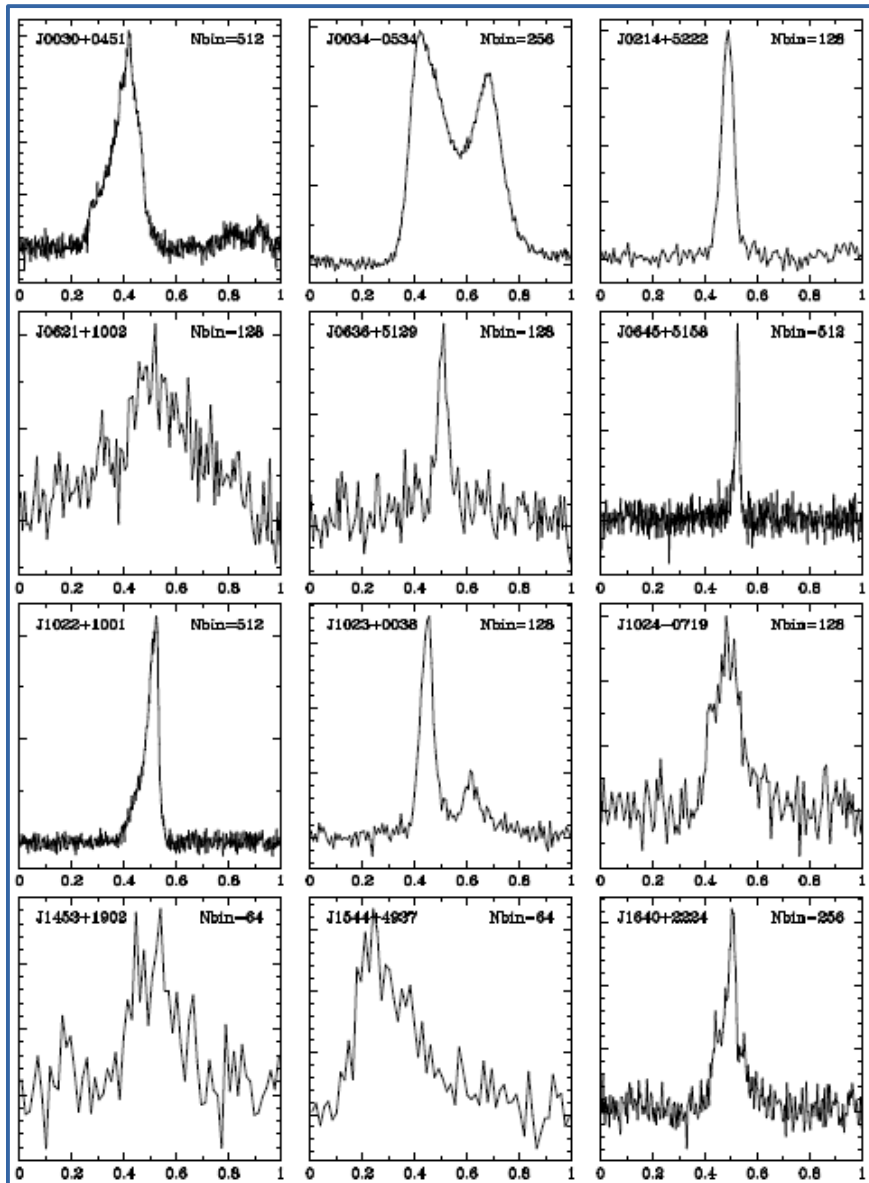 J0030+0451 Nbin=512 J0034-0534 Nbin=256 J0214+5222 Nbin=128
0 0.2 0.4 0.6 0.8 1 0 0.2 0.4 0.6 0.8 1 0 0.2 0.4 0.6 0.8 1
J0621+1002 Nbin=128 J0636+5129 Nbin=128 J0645+5158 Nbin=512
0 0.2 0.4 0.6 0.8 1 0 0.2 0.4 0.6 0.8 1 0 0.2 0.4 0.6 0.8 1
J1022+1001 Nbin=512 J1023+0038 Nbin=128 J1024-0719 Nbin=128
0 0.2 0.4 0.6 0.8 1 0 0.2 0.4 0.6 0.8 1 0 0.2 0.4 0.6 0.8 1
J1453+1902 Nbin=64 J1544+4937 Nbin=64 J1640+2224 Nbin=256
0 0.2 0.4 0.6 0.8 1 0 0.2 0.4 0.6 0.8 1 0 0.2 0.4 0.6 0.8 1